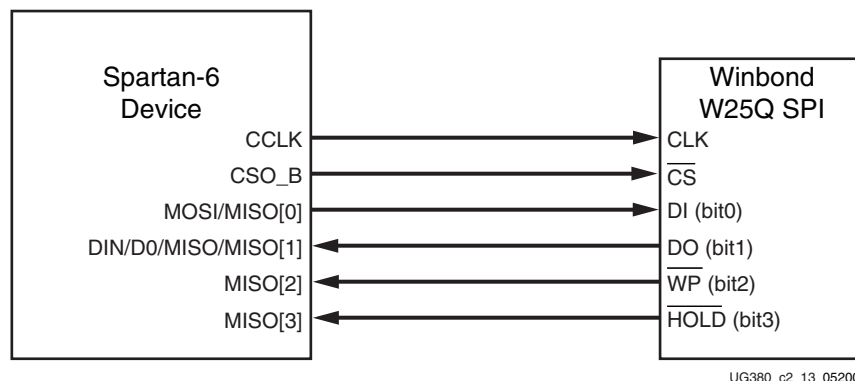 Spartan-6
Device
Winbond
W25Q SPI
CCLK
CLK
CSO_B
CS
MOSI/MISO[0]
DI (bit0)
DIN/D0/MISO/MISO[1]
DO (bit1)
MISO[2]
WP (bit2)
MISO[3]
HOLD (bit3)
UG380_c2_13_05200